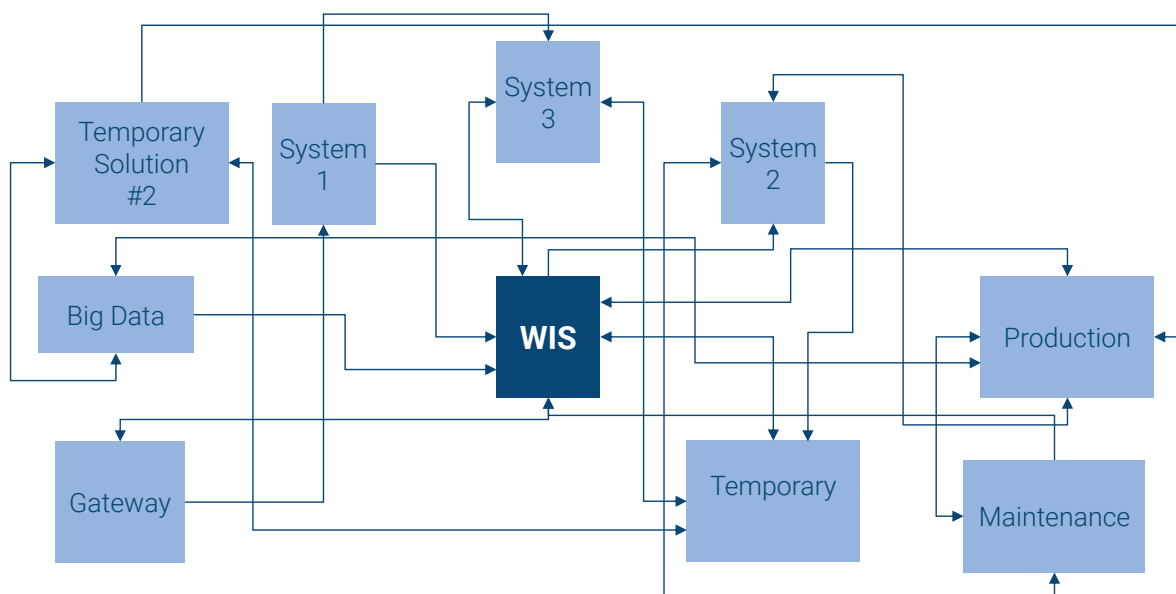 System
3
Temporary
Solution
#2
System
1
System
2
Big Data
WIS
Production
Gateway
Temporary
Maintenance